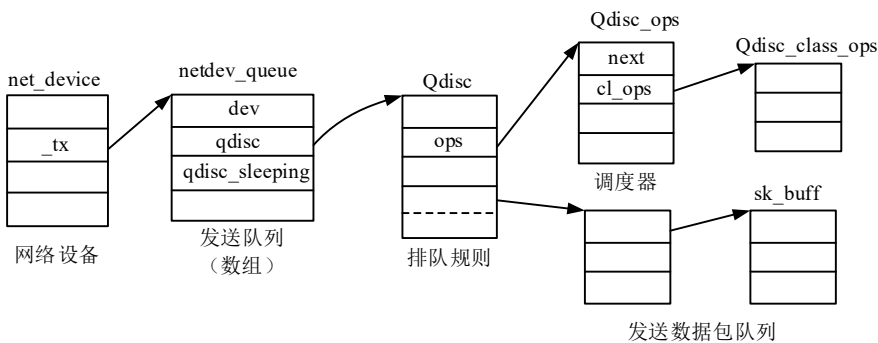 Qdisc_ops
net_device
netdev_queue
Qdisc
next
Qdisc_class_ops
dev
cl_ops
_tx
qdisc
ops
qdisc_sleeping
调度器
sk_buff
网络设备
发送队列
（数组）
排队规则
发送数据包队列